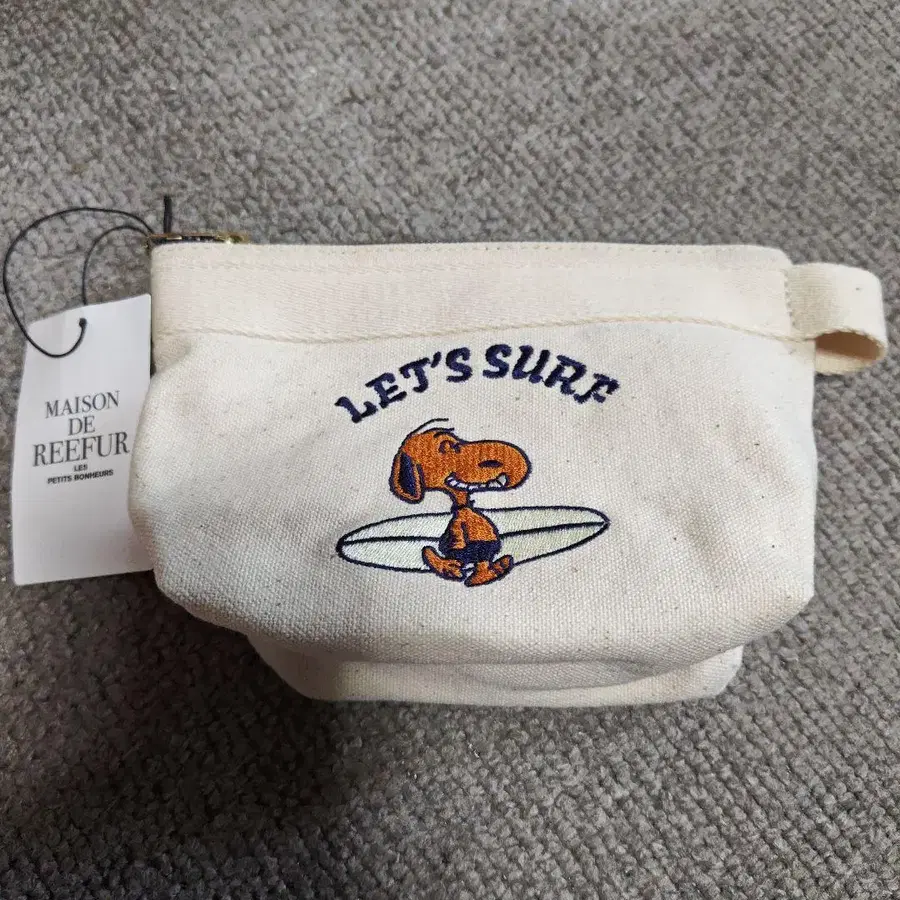 LET'S SURF
MAISON
DE
REEFUR
LES
PETITS BONHEURS